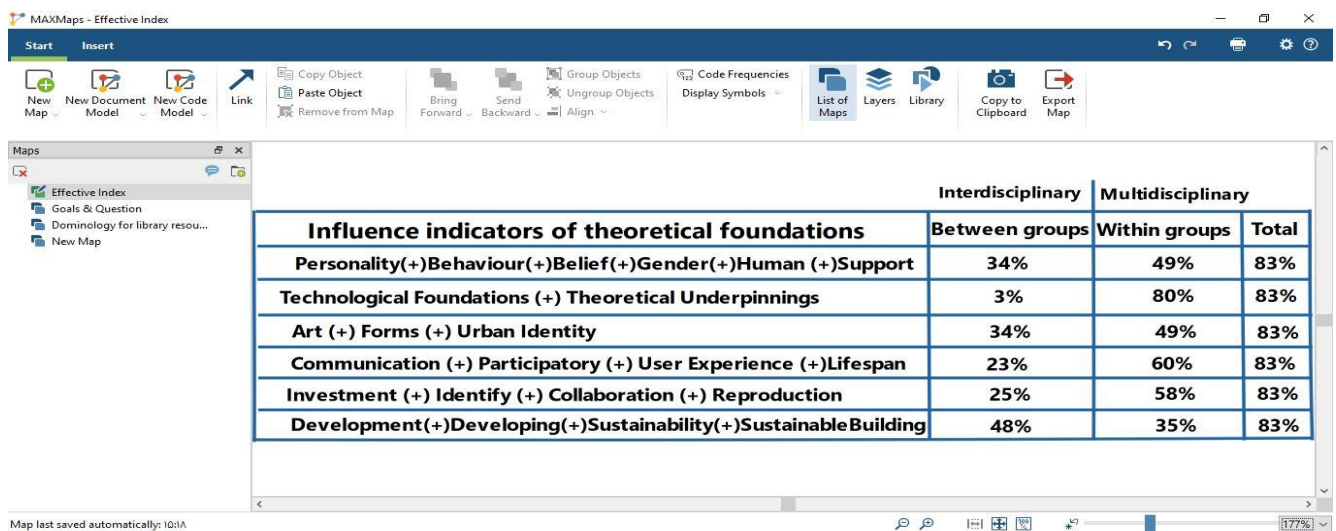 MAXMaps - Effective Index
Start Insert
New Map
New Document Model
New Code Model
Link
Copy Object
Paste Object
Remove from Map
Bring Forward
Send Backward
Group Objects
Ungroup Objects
Align
Code Frequencies
Display Symbols
List of Maps
Layers
Library
Copy to Clipboard
Export Map
Maps
Effective Index
Goals & Question
Dominology for library resou...
New Map
Interdisciplinary Multidisciplinary
Influence indicators of theoretical foundations Between groups Within groups Total
Personality(+)Behaviour(+)Belief(+)Gender(+)Human (+)Support 34% 49% 83%
Technological Foundations (+) Theoretical Underpinnings 3% 80% 83%
Art (+) Forms (+) Urban Identity 34% 49% 83%
Communication (+) Participatory (+) User Experience (+)Lifespan 23% 60% 83%
Investment (+) Identify (+) Collaboration (+) Reproduction 25% 58% 83%
Development(+)Developing(+)Sustainability(+)SustainableBuilding 48% 35% 83%
Map last saved automatically: ۱۵:۱۸
177%